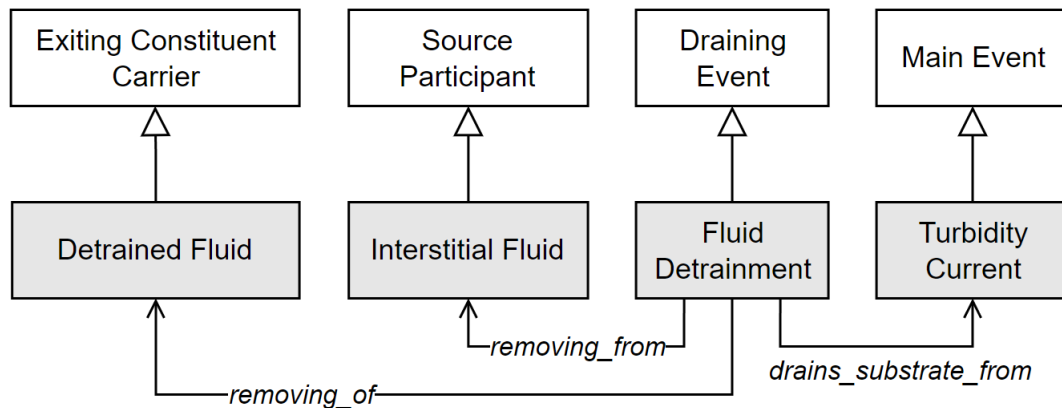 Exiting Constituent
Carrier
Source
Participant
Draining
Event
Main Event
Detrained Fluid
Interstitial Fluid
Fluid
Detrainment
Turbidity
Current
removing_from
drains_substrate_from
removing_of